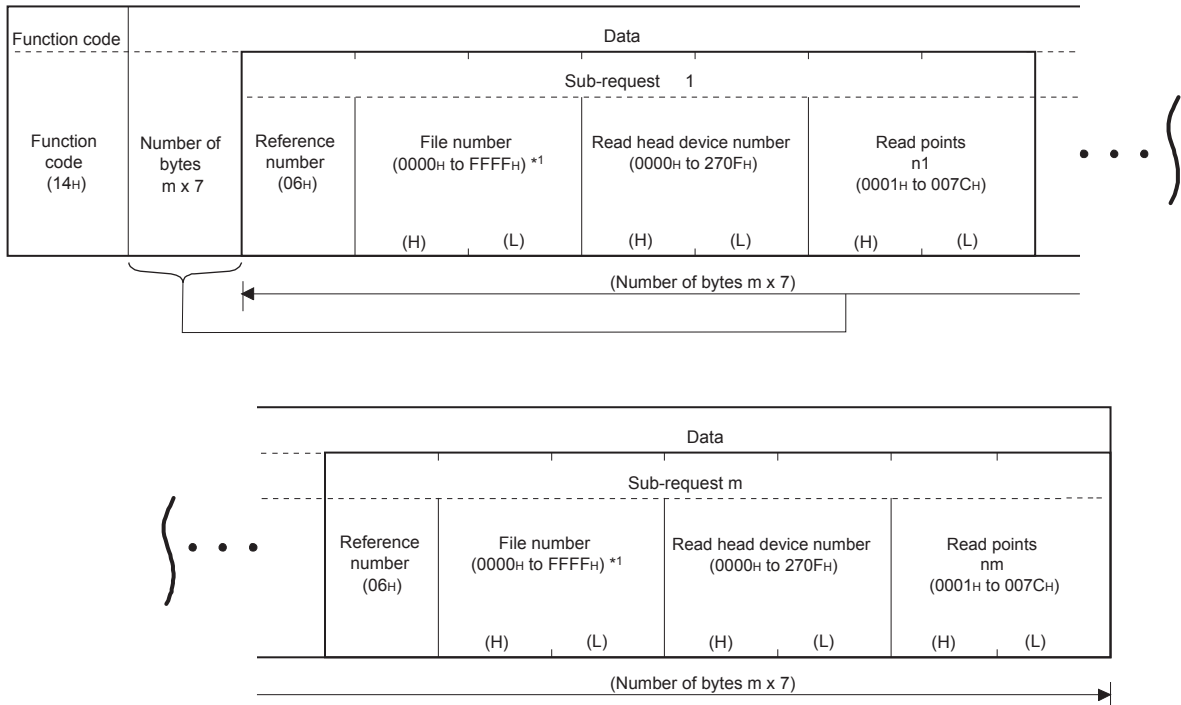 Function code
Data
Sub-request 1
Function
code
(14H)
Number of
bytes
m x 7
Reference
number
(06H)
File number
(0000H to FFFFH) *1
(H) (L)
Read head device number
(0000H to 270FH)
(H) (L)
Read points
n1
(0001H to 007CH)
(H) (L)
(Number of bytes m x 7)
Data
Sub-request m
Reference
number
(06H)
File number
(0000H to FFFFH) *1
(H) (L)
Read head device number
(0000H to 270FH)
(H) (L)
Read points
nm
(0001H to 007CH)
(H) (L)
(Number of bytes m x 7)